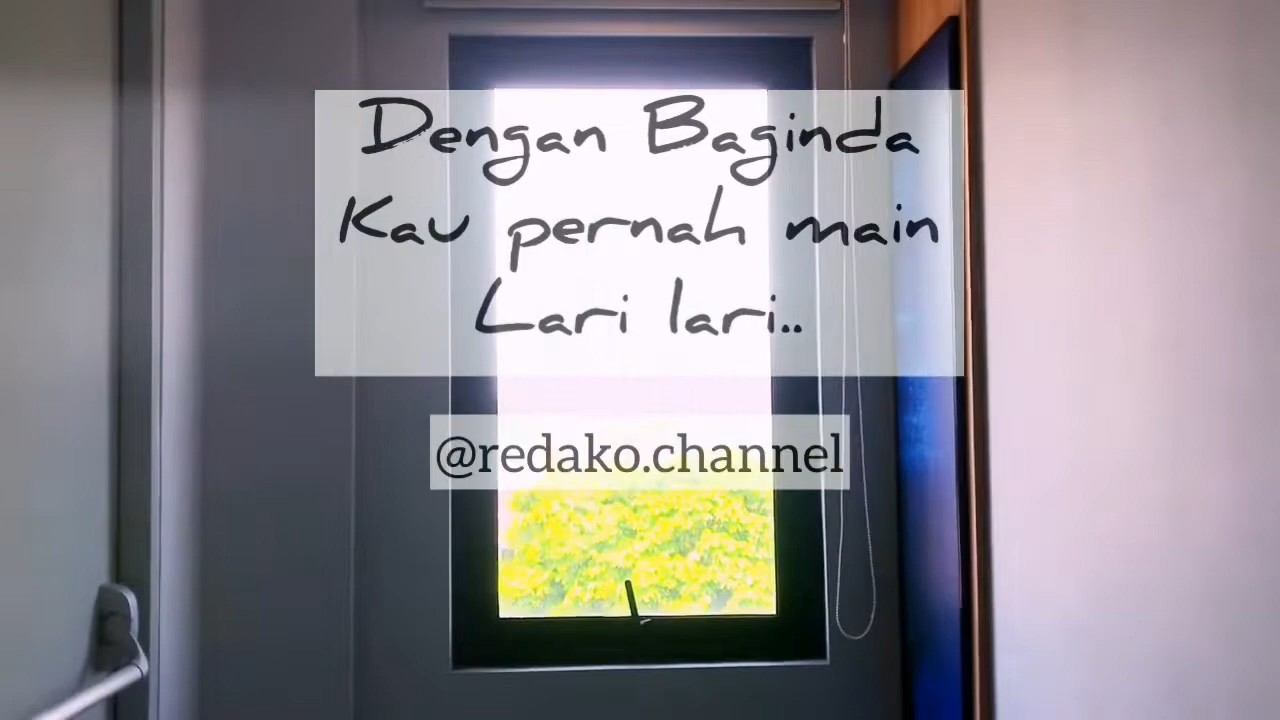 Dengan Baginda
Kau pernah main
Lari lari..
@redako.channel